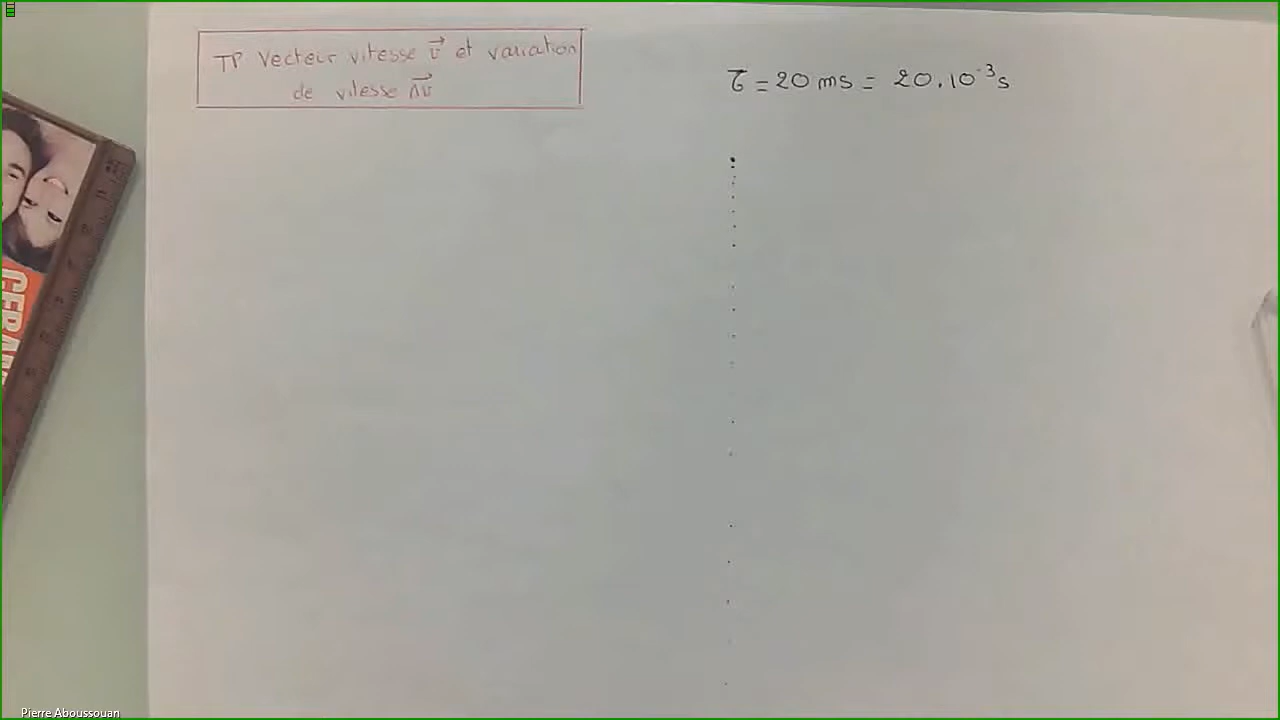 TP Vecteur vitesse v⃗ et variation
de vitesse Δv⃗
τ = 20 ms = 20.10⁻³ s
Pierre Aboussouan